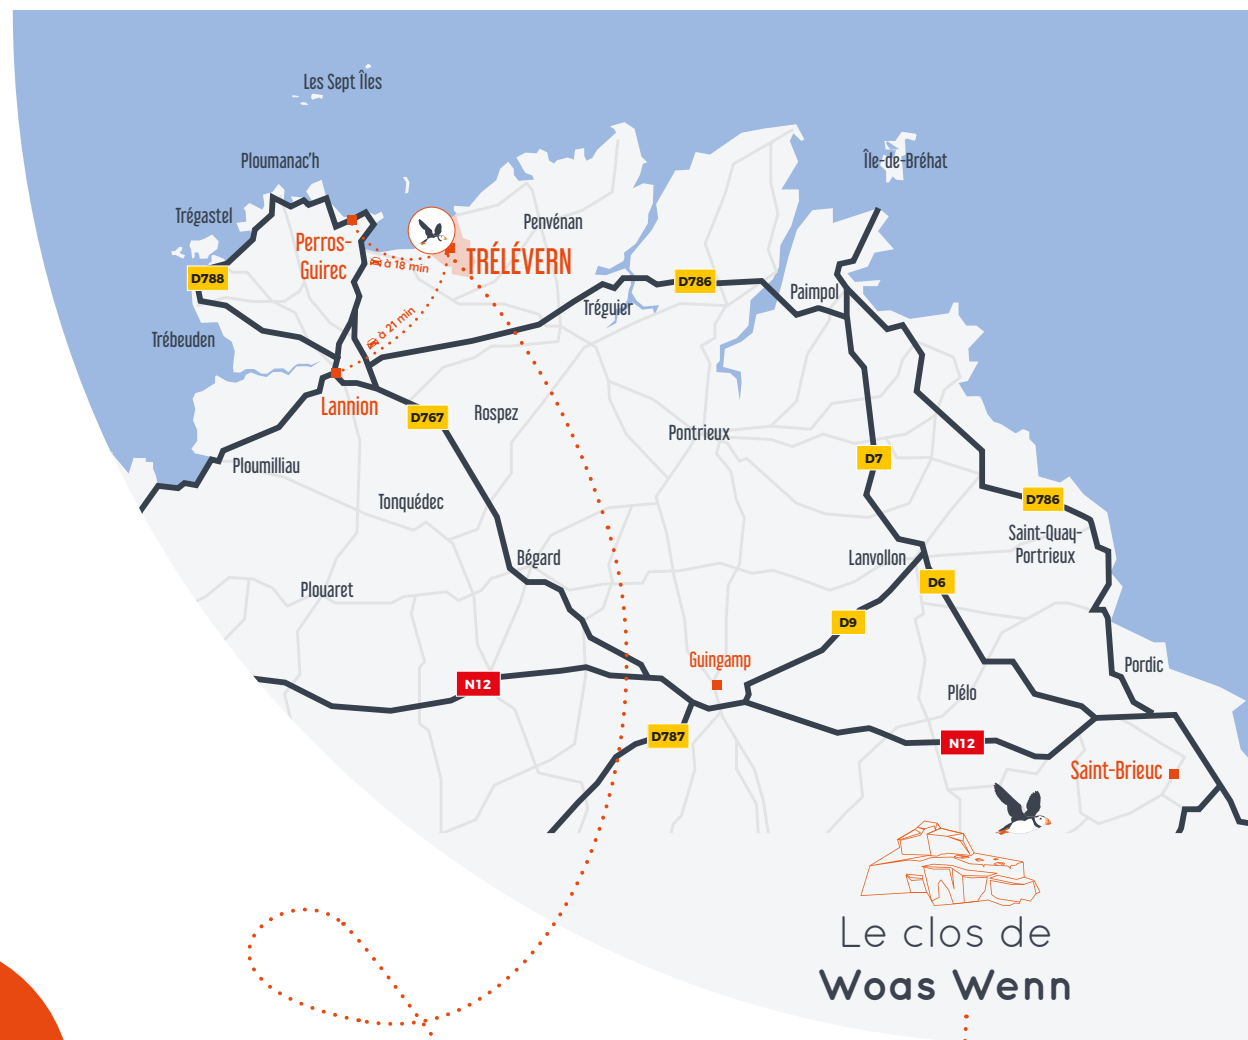 Les Sept Îles
Ploumanac'h
Île-de-Bréhat
Trégastel
Penvénan
Perros-
Guirec
TRÉLÉVERN
à 18 min
D788
D786
Paimpol
Tréguier
à 21 min
Trébeuden
Lannion
D767
Rospez
Pontrieux
D7
Ploumilliau
Tonquédec
D786
Saint-Quay-
Portrieux
Bégard
Lanvollon
D6
Plouaret
D9
Guingamp
Pordic
N12
Plélo
D787
N12
Saint-Brieuc
Le clos de
Woas Wenn